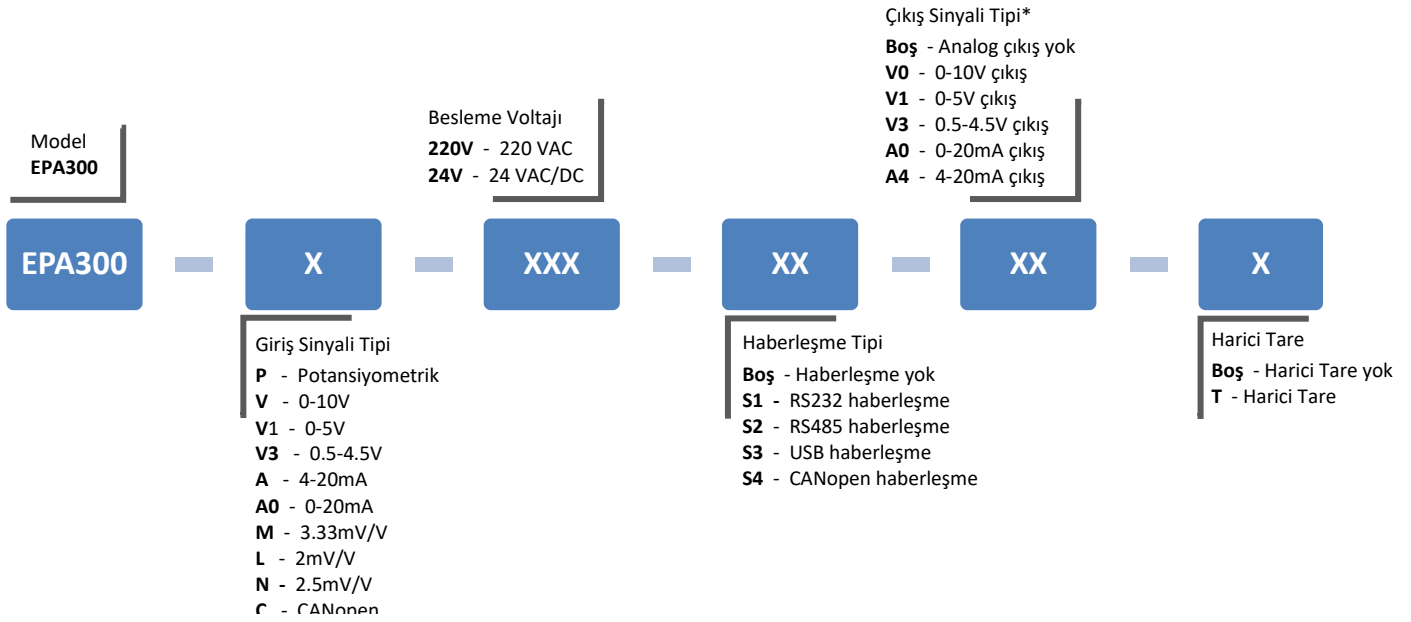 Çıkış Sinyali Tipi*
Boş - Analog çıkış yok
V0 - 0-10V çıkış
V1 - 0-5V çıkış
V3 - 0.5-4.5V çıkış
A0 - 0-20mA çıkış
A4 - 4-20mA çıkış
Besleme Voltajı
220V - 220 VAC
24V - 24 VAC/DC
Model
EPA300
EPA300 X XXX XX XX X
Giriş Sinyali Tipi
P - Potansiyometrik
V - 0-10V
V1 - 0-5V
V3 - 0.5-4.5V
A - 4-20mA
A0 - 0-20mA
M - 3.33mV/V
L - 2mV/V
N - 2.5mV/V
C - CANopen
Haberleşme Tipi
Boş - Haberleşme yok
S1 - RS232 haberleşme
S2 - RS485 haberleşme
S3 - USB haberleşme
S4 - CANopen haberleşme
Harici Tare
Boş - Harici Tare yok
T - Harici Tare